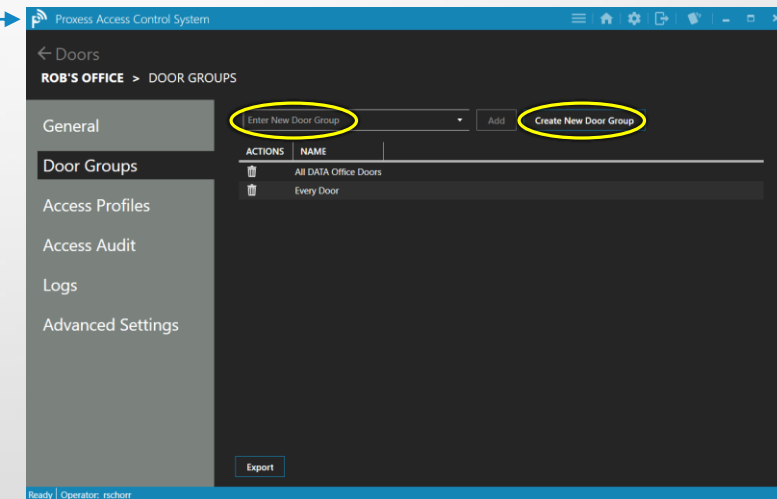 Proxess Access Control System
Doors
ROB'S OFFICE > DOOR GROUPS
General
Door Groups
Access Profiles
Access Audit
Logs
Advanced Settings
Enter New Door Group Add Create New Door Group
ACTIONS NAME
All DATA Office Doors
Every Door
Export
Ready Operator: rschorr